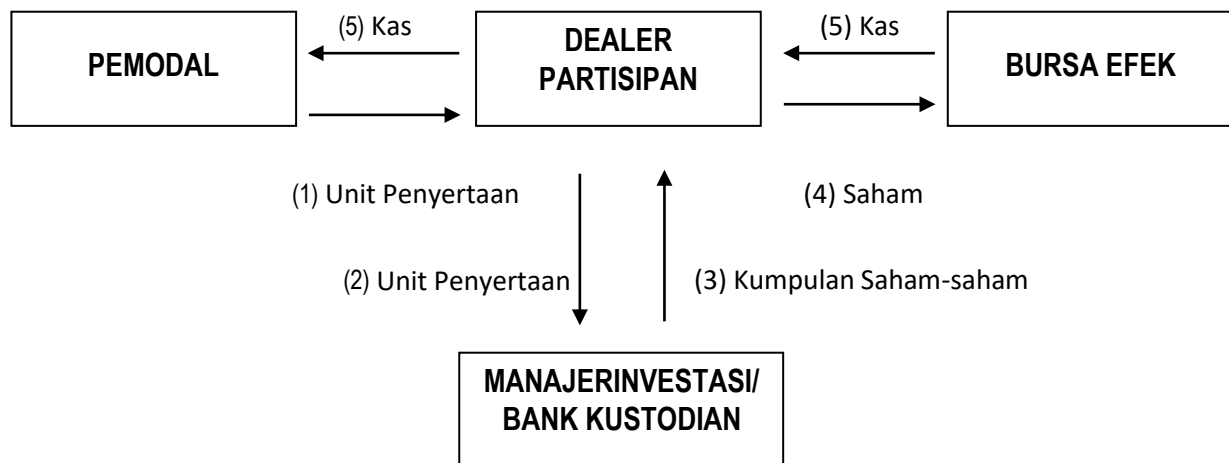 (5) Kas
(5) Kas
PEMODAL
DEALER
PARTISIPAN
BURSA EFEK
(1) Unit Penyertaan
(4) Saham
(2) Unit Penyertaan
(3) Kumpulan Saham-saham
MANAJERINVESTASI/
BANK KUSTODIAN